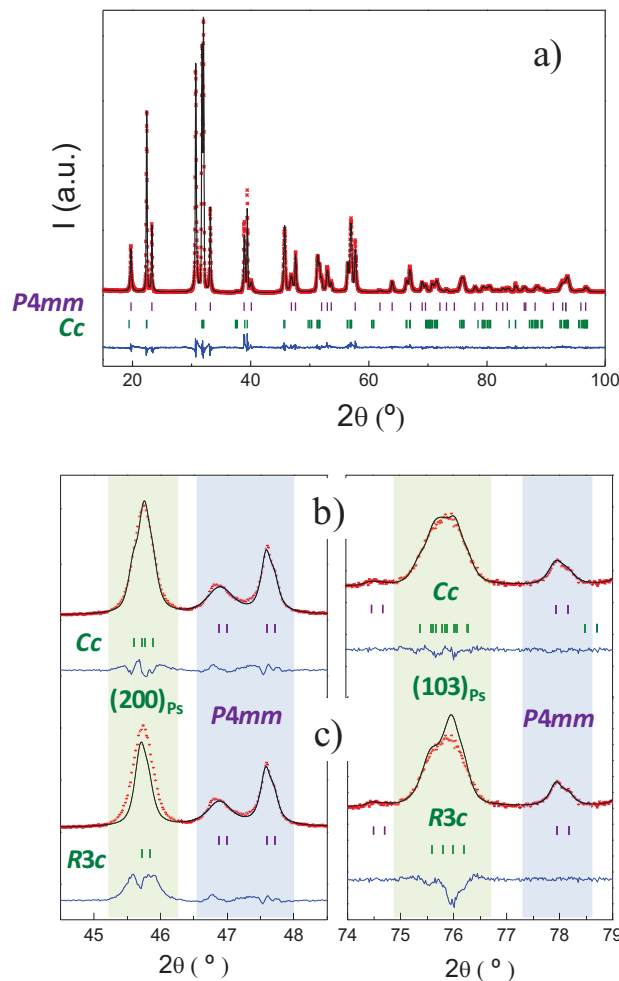 a)
I (a.u.)
P4mm
Cc
20 40 60 80 100
2θ (º)
b)
Cc Cc
(200)Ps P4mm (103)Ps P4mm
c)
R3c R3c
45 46 47 48 74 75 76 77 78 79
2θ ( º ) 2θ ( º )